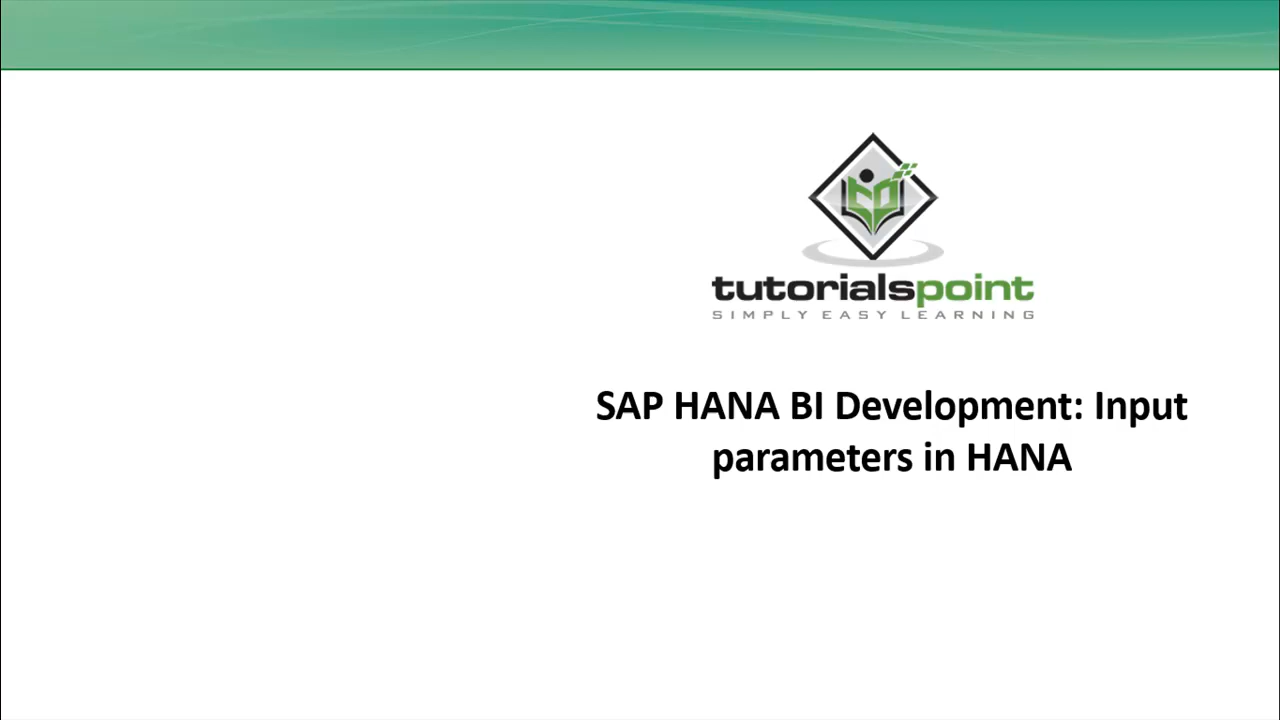 tutorialspoint
SIMPLY EASY LEARNING
SAP HANA BI Development: Input
parameters in HANA